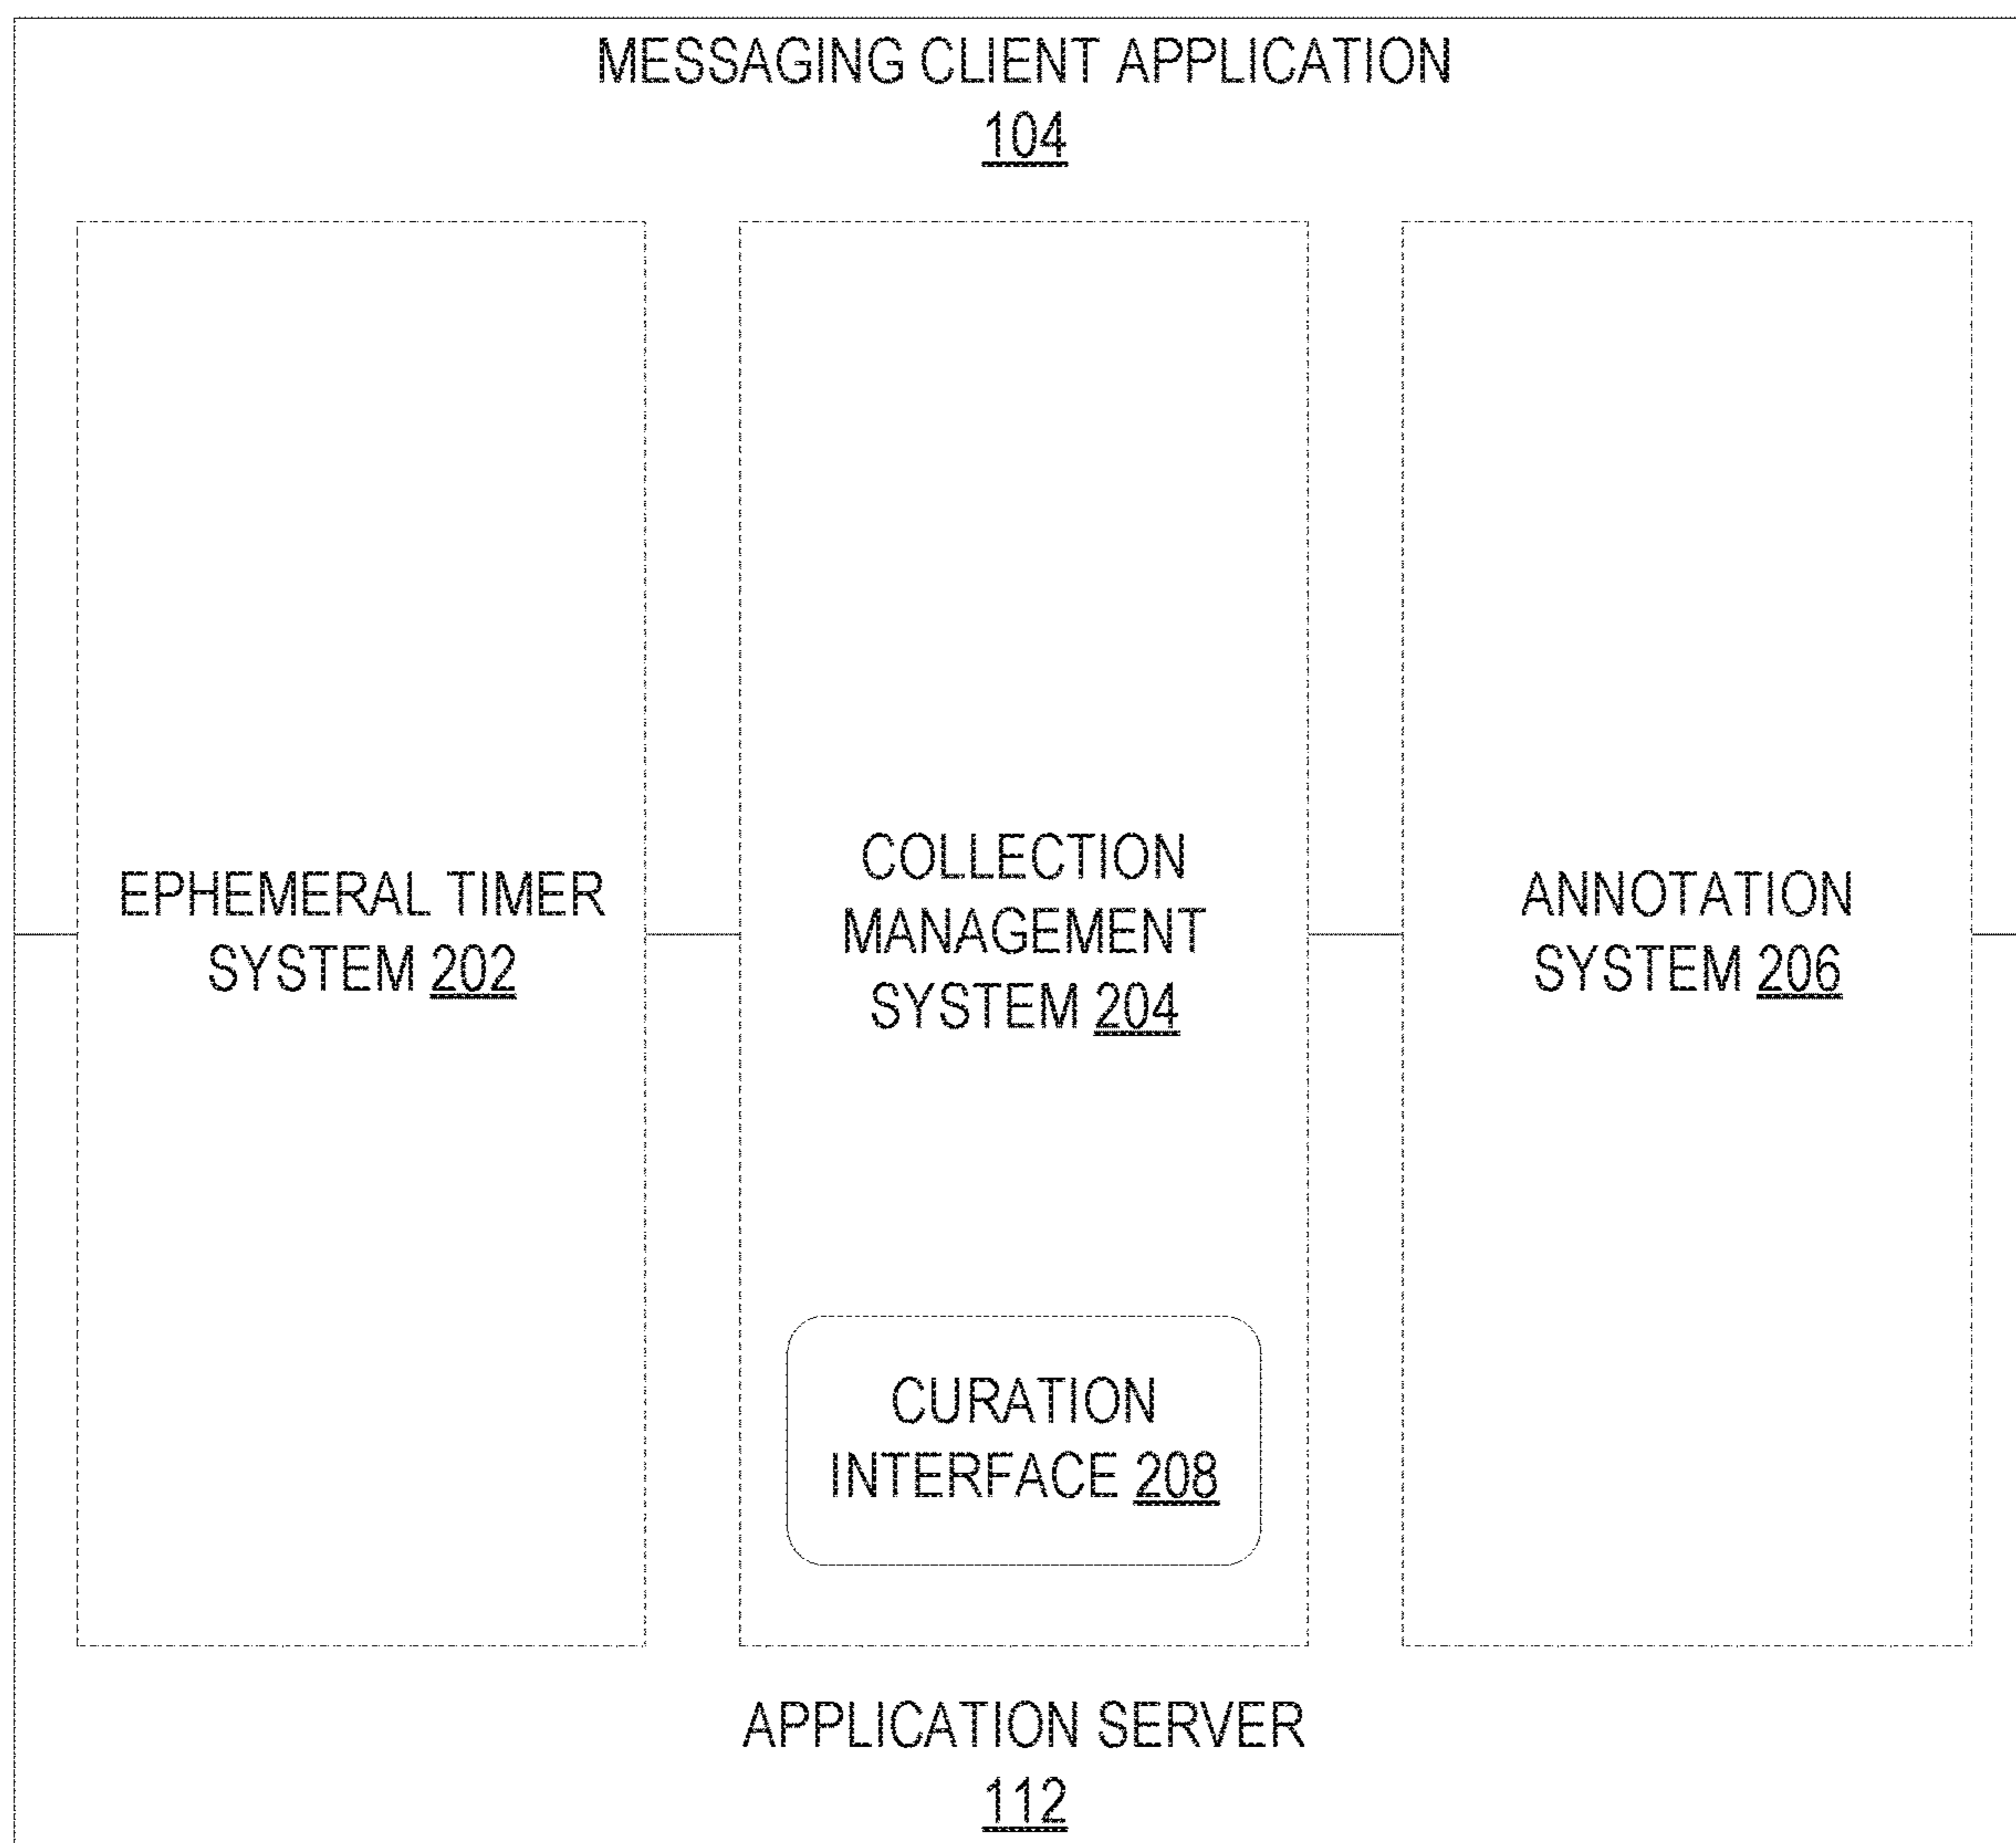 MESSAGING CLIENT APPLICATION
104
EPHEMERAL TIMER
SYSTEM 202
COLLECTION
MANAGEMENT
SYSTEM 204
ANNOTATION
SYSTEM 206
CURATION
INTERFACE 208
APPLICATION SERVER
112